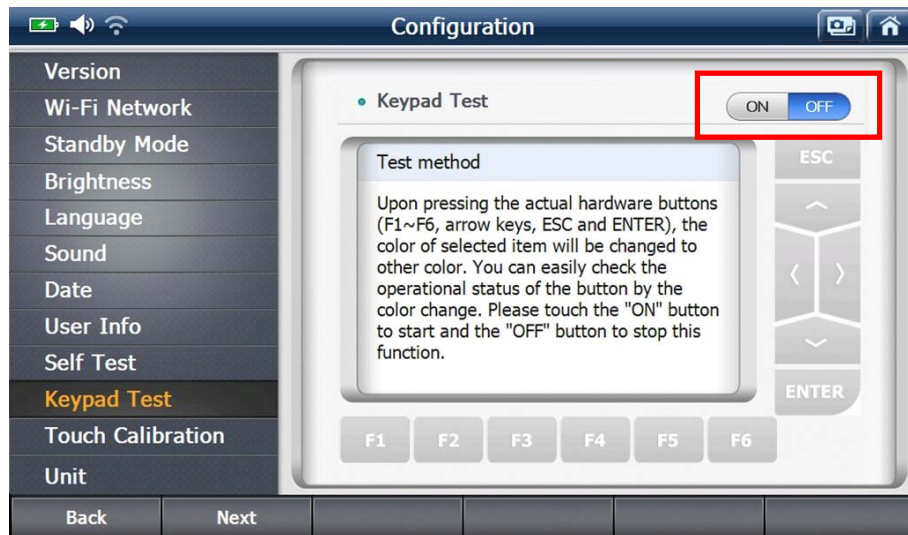 Configuration
Version
Wi-Fi Network
Standby Mode
Brightness
Language
Sound
Date
User Info
Self Test
Keypad Test
Touch Calibration
Unit
Keypad Test
ON OFF
Test method
Upon pressing the actual hardware buttons
(F1~F6, arrow keys, ESC and ENTER), the
color of selected item will be changed to
other color. You can easily check the
operational status of the button by the
color change. Please touch the "ON" button
to start and the "OFF" button to stop this
function.
ESC
ENTER
F1 F2 F3 F4 F5 F6
Back Next